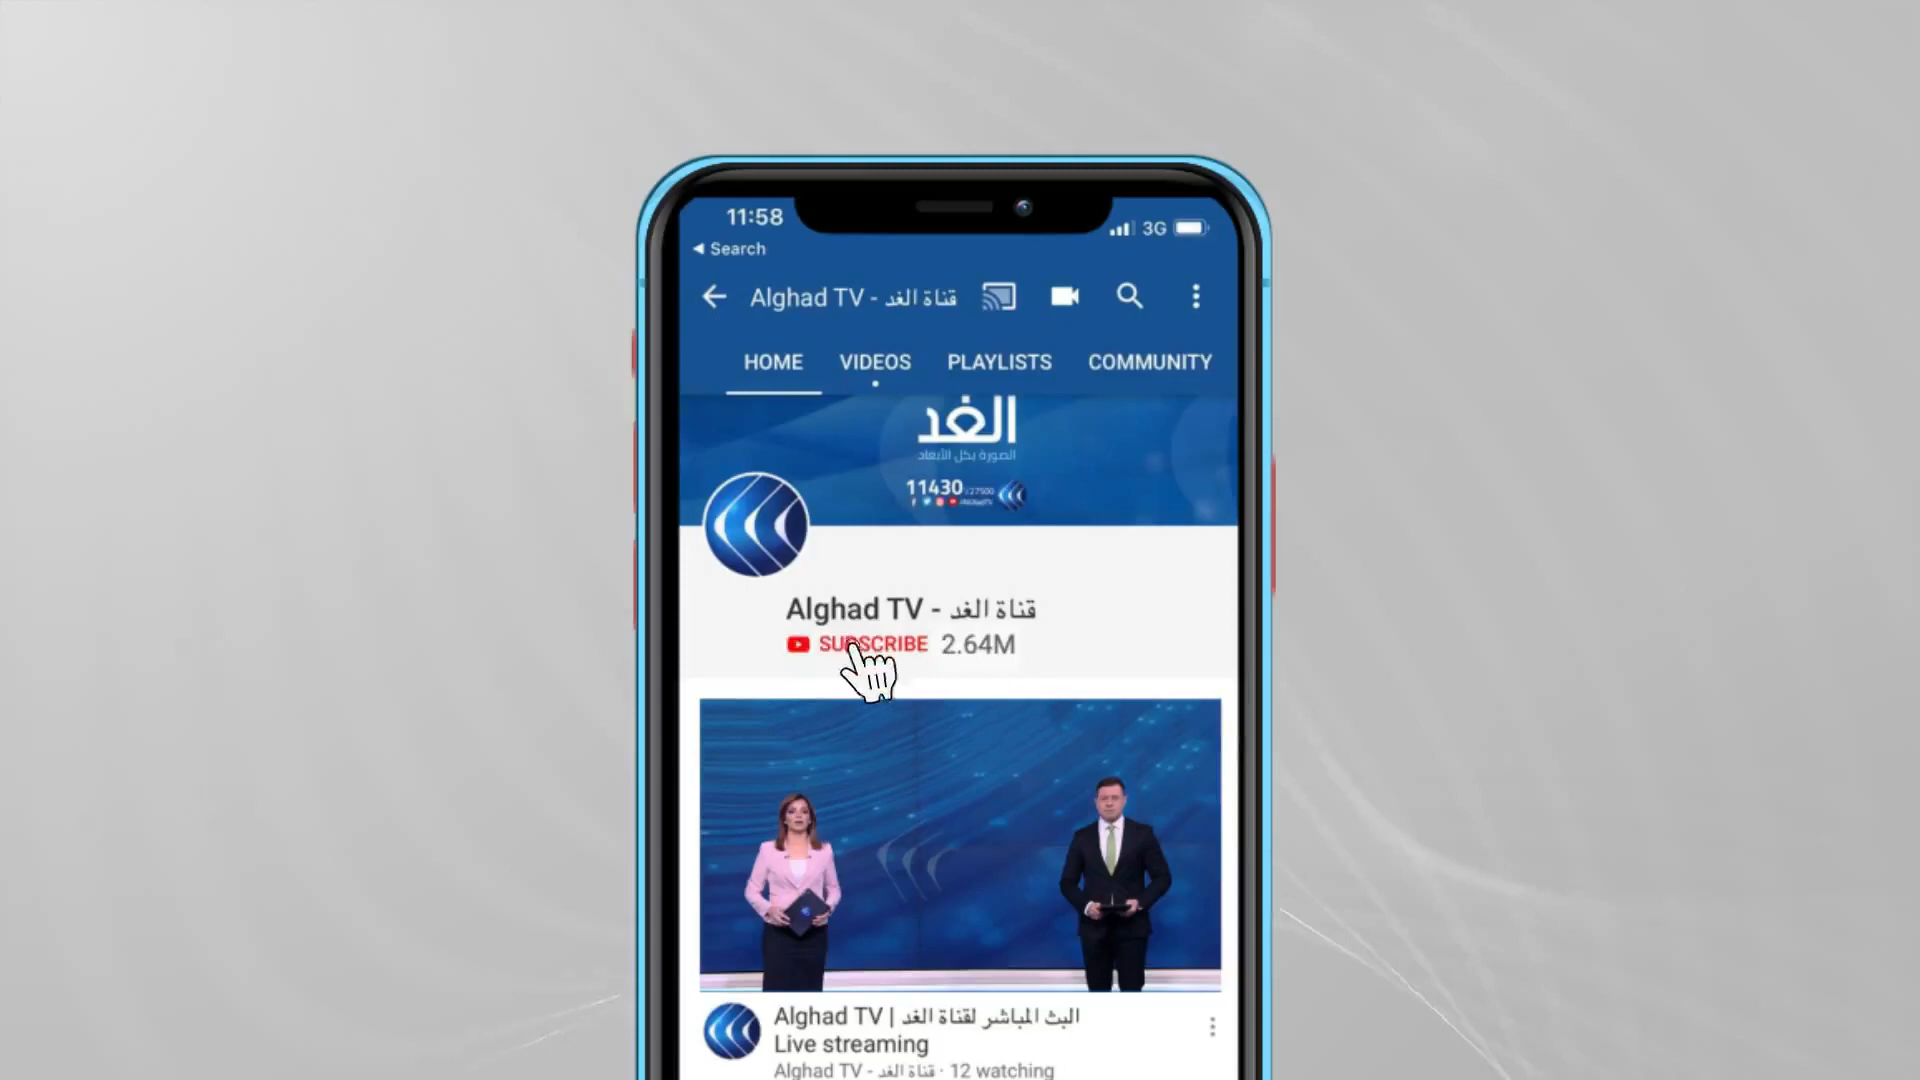 11:58
3G
◀ Search
Alghad TV - قناة الغد
HOME VIDEOS PLAYLISTS COMMUNITY
الغد
الصورة بكل الأبعاد
11430
27500
Alghad TV - قناة الغد
SUBSCRIBE 2.64M
Alghad TV | البث المباشر لقناة الغد
Live streaming
Alghad TV - قناة الغد · 12 watching